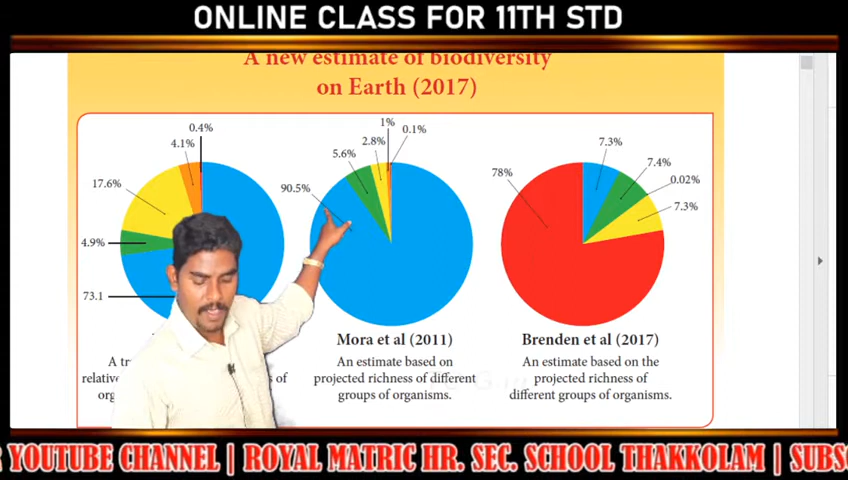 ONLINE CLASS FOR 11TH STD
A new estimate of biodiversity
on Earth (2017)
0.4%
4.1%
17.6%
4.9%
73.1
1%
0.1%
2.8%
5.6%
90.5%
7.3%
7.4%
0.02%
7.3%
78%
Mora et al (2011)
Brenden et al (2017)
A
relative
of
An estimate based on
projected richness of different
groups of organisms.
An estimate based on the
projected richness of
different groups of organisms.
R YOUTUBE CHANNEL | ROYAL MATRIC HR. SEC. SCHOOL THAKKOLAM | SUBS